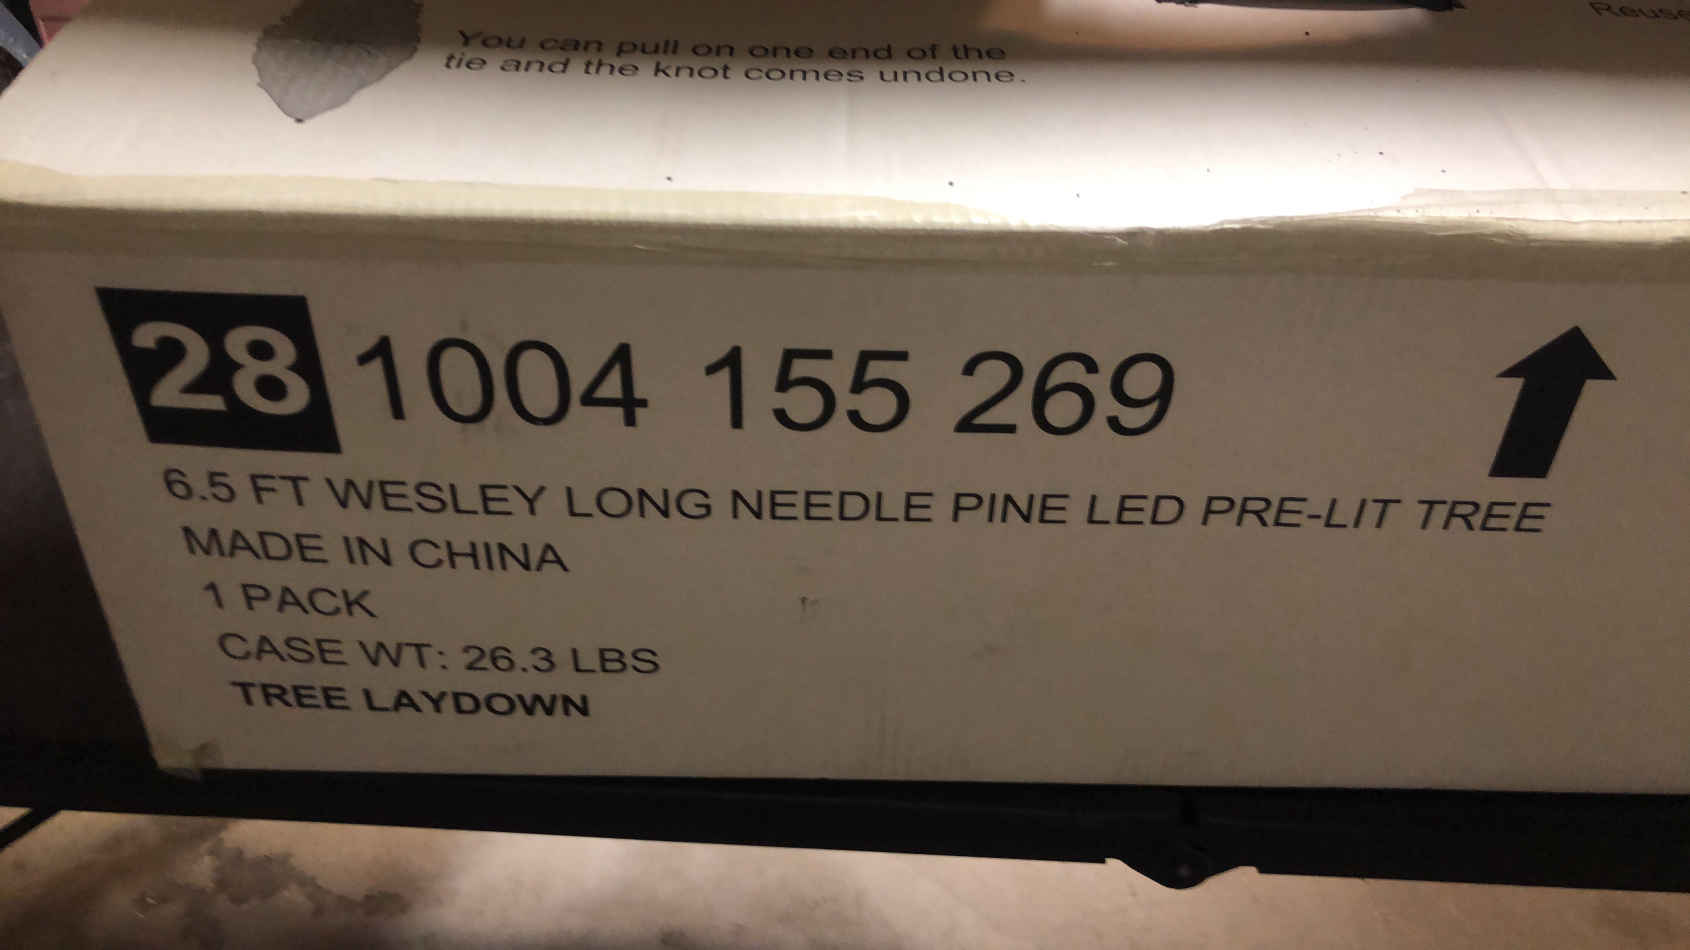 Reuse
You can pull on one end of the
tie and the knot comes undone.
28 1004 155 269
6.5 FT WESLEY LONG NEEDLE PINE LED PRE-LIT TREE
MADE IN CHINA
1 PACK
CASE WT: 26.3 LBS
TREE LAYDOWN